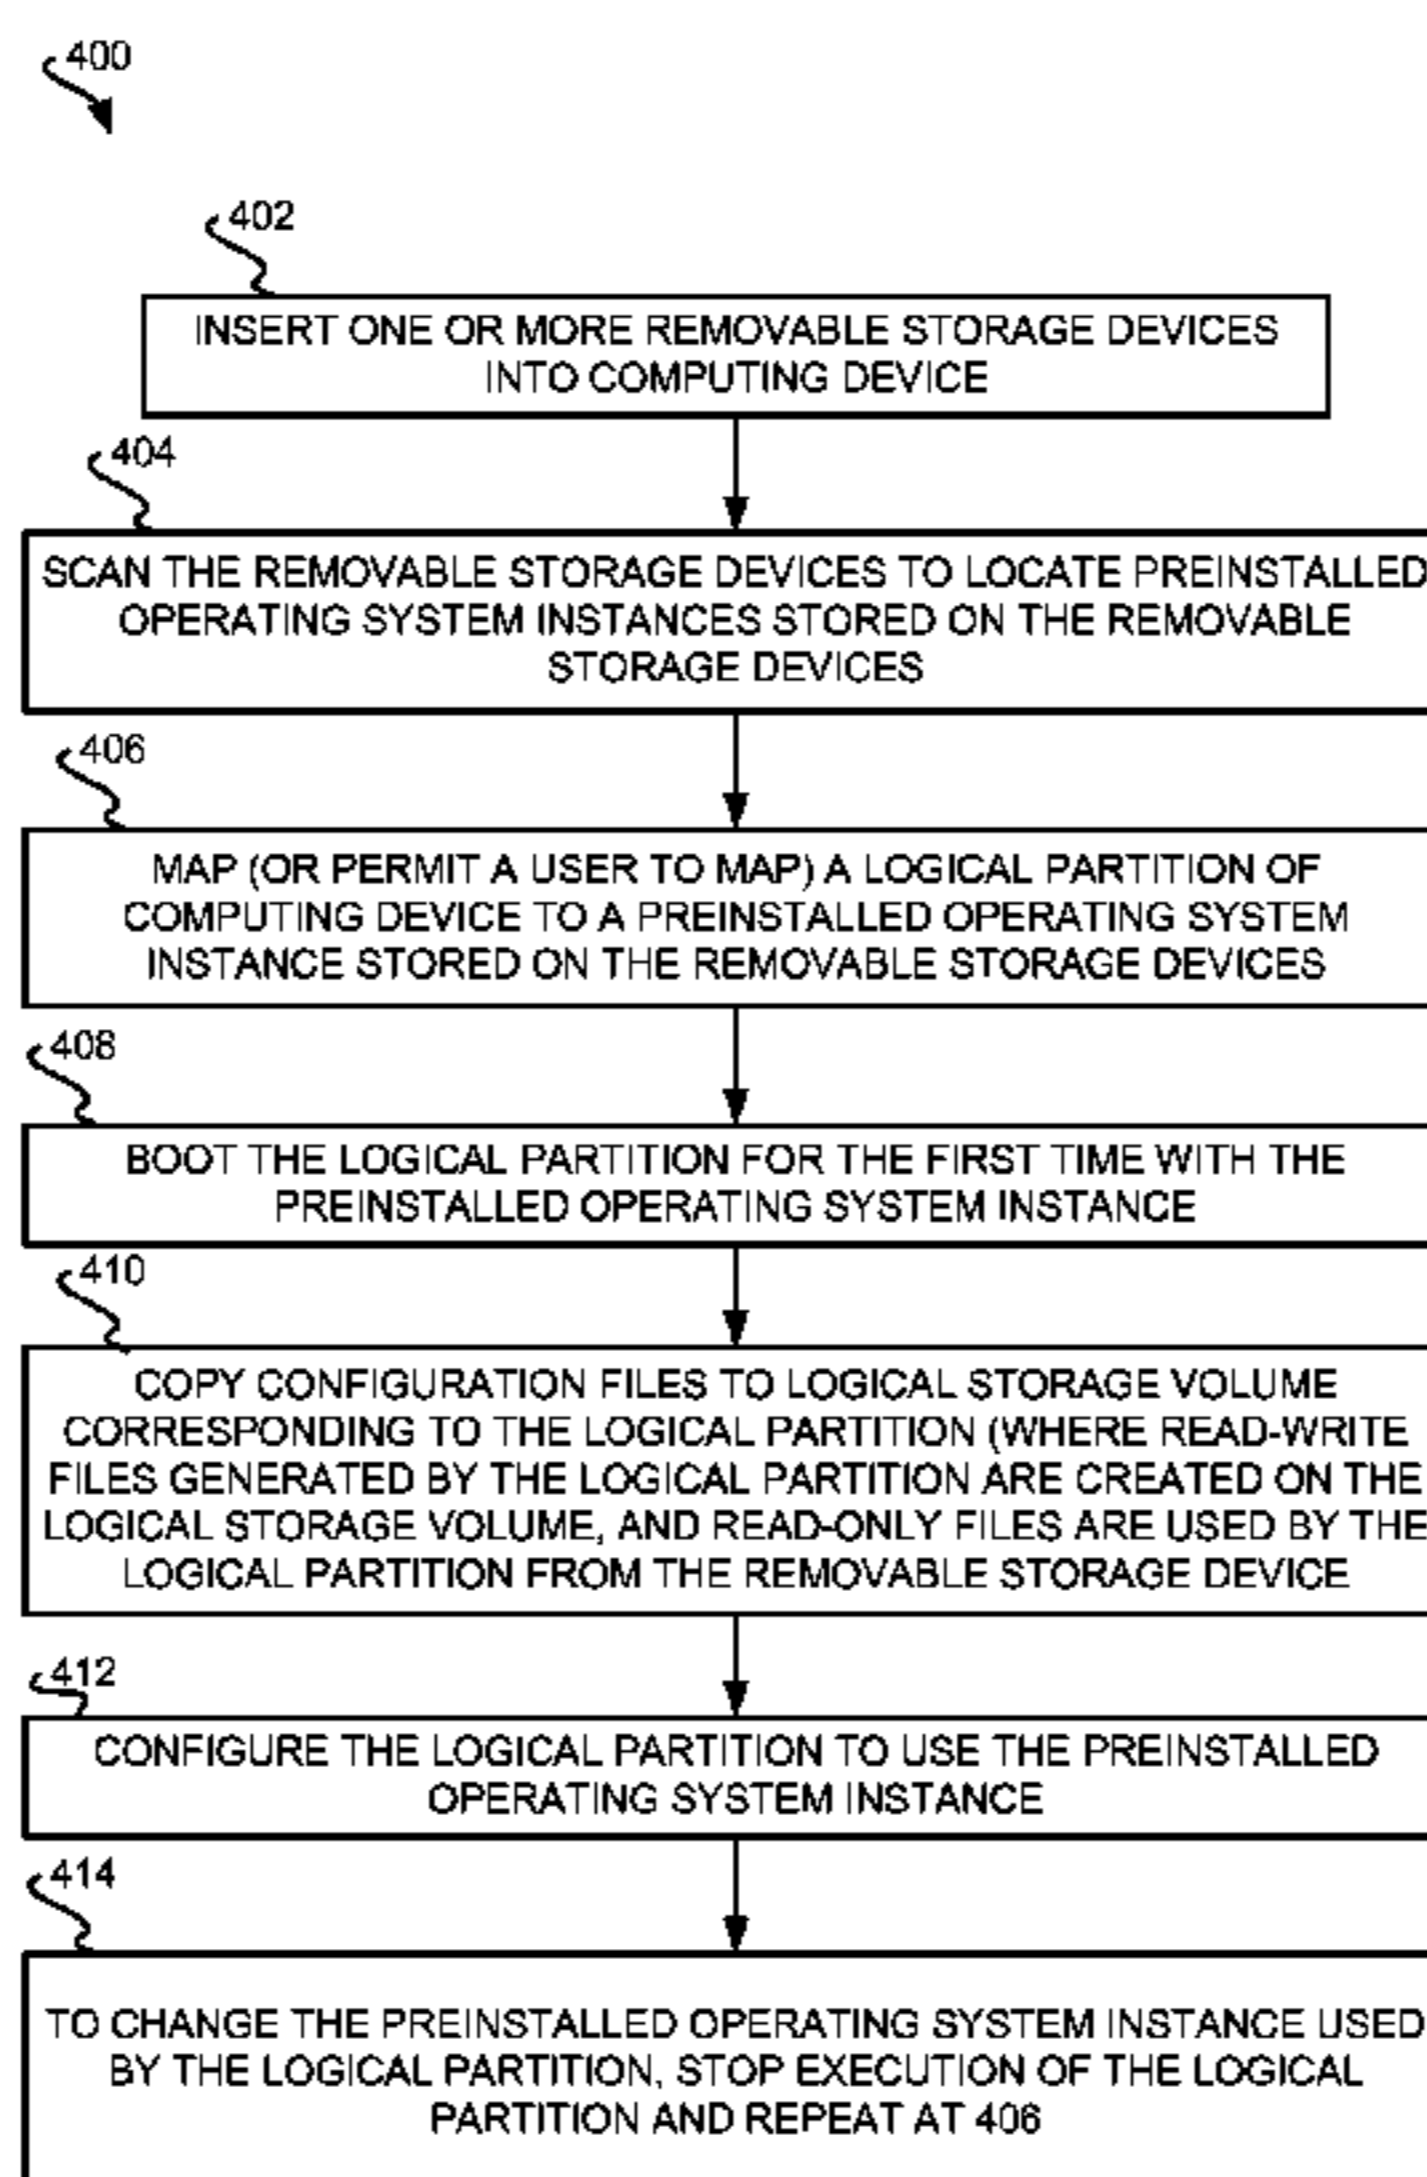 400
402
INSERT ONE OR MORE REMOVABLE STORAGE DEVICES
INTO COMPUTING DEVICE
404
SCAN THE REMOVABLE STORAGE DEVICES TO LOCATE PREINSTALLED
OPERATING SYSTEM INSTANCES STORED ON THE REMOVABLE
STORAGE DEVICES
406
MAP (OR PERMIT A USER TO MAP) A LOGICAL PARTITION OF
COMPUTING DEVICE TO A PREINSTALLED OPERATING SYSTEM
INSTANCE STORED ON THE REMOVABLE STORAGE DEVICES
408
BOOT THE LOGICAL PARTITION FOR THE FIRST TIME WITH THE
PREINSTALLED OPERATING SYSTEM INSTANCE
410
COPY CONFIGURATION FILES TO LOGICAL STORAGE VOLUME
CORRESPONDING TO THE LOGICAL PARTITION (WHERE READ-WRITE
FILES GENERATED BY THE LOGICAL PARTITION ARE CREATED ON THE
LOGICAL STORAGE VOLUME, AND READ-ONLY FILES ARE USED BY THE
LOGICAL PARTITION FROM THE REMOVABLE STORAGE DEVICE
412
CONFIGURE THE LOGICAL PARTITION TO USE THE PREINSTALLED
OPERATING SYSTEM INSTANCE
414
TO CHANGE THE PREINSTALLED OPERATING SYSTEM INSTANCE USED
BY THE LOGICAL PARTITION, STOP EXECUTION OF THE LOGICAL
PARTITION AND REPEAT AT 406